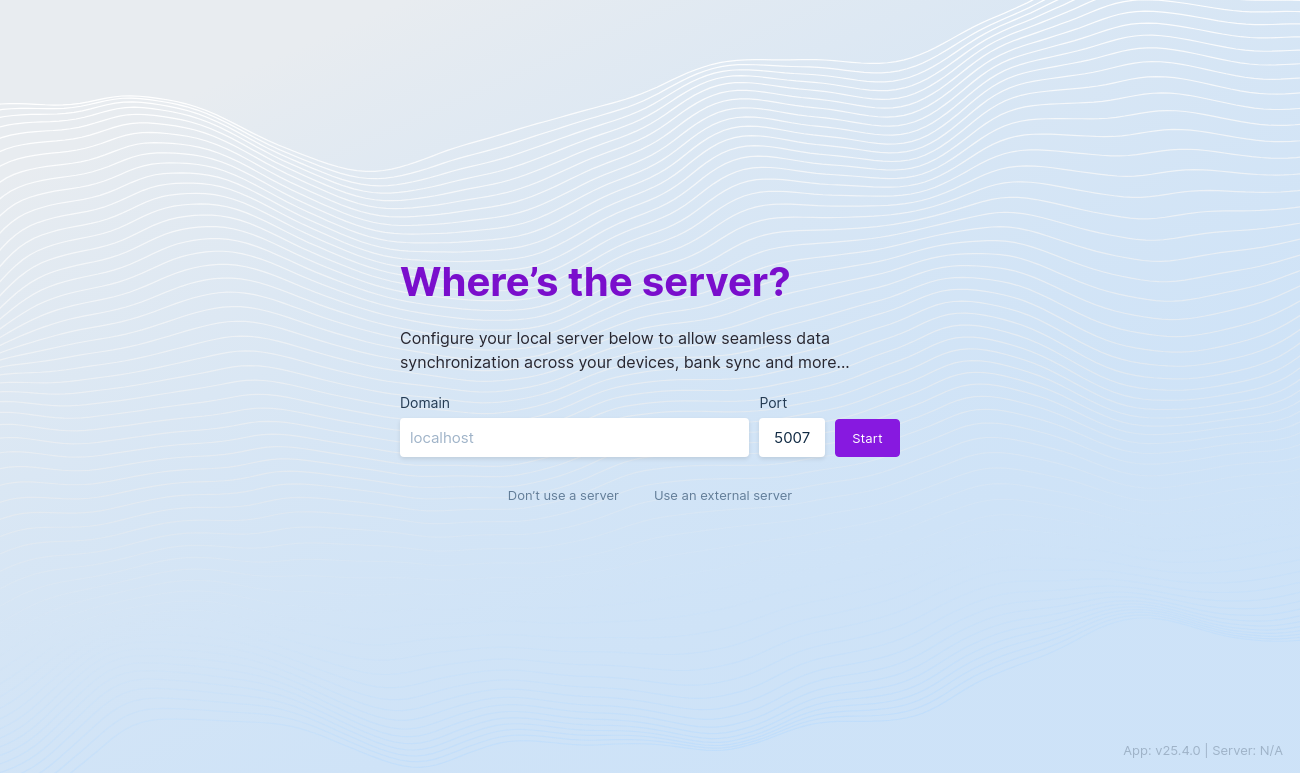 Where’s the server?
Configure your local server below to allow seamless data
synchronization across your devices, bank sync and more…
Domain
Port
localhost
5007
Start
Don’t use a server
Use an external server
App: v25.4.0 | Server: N/A